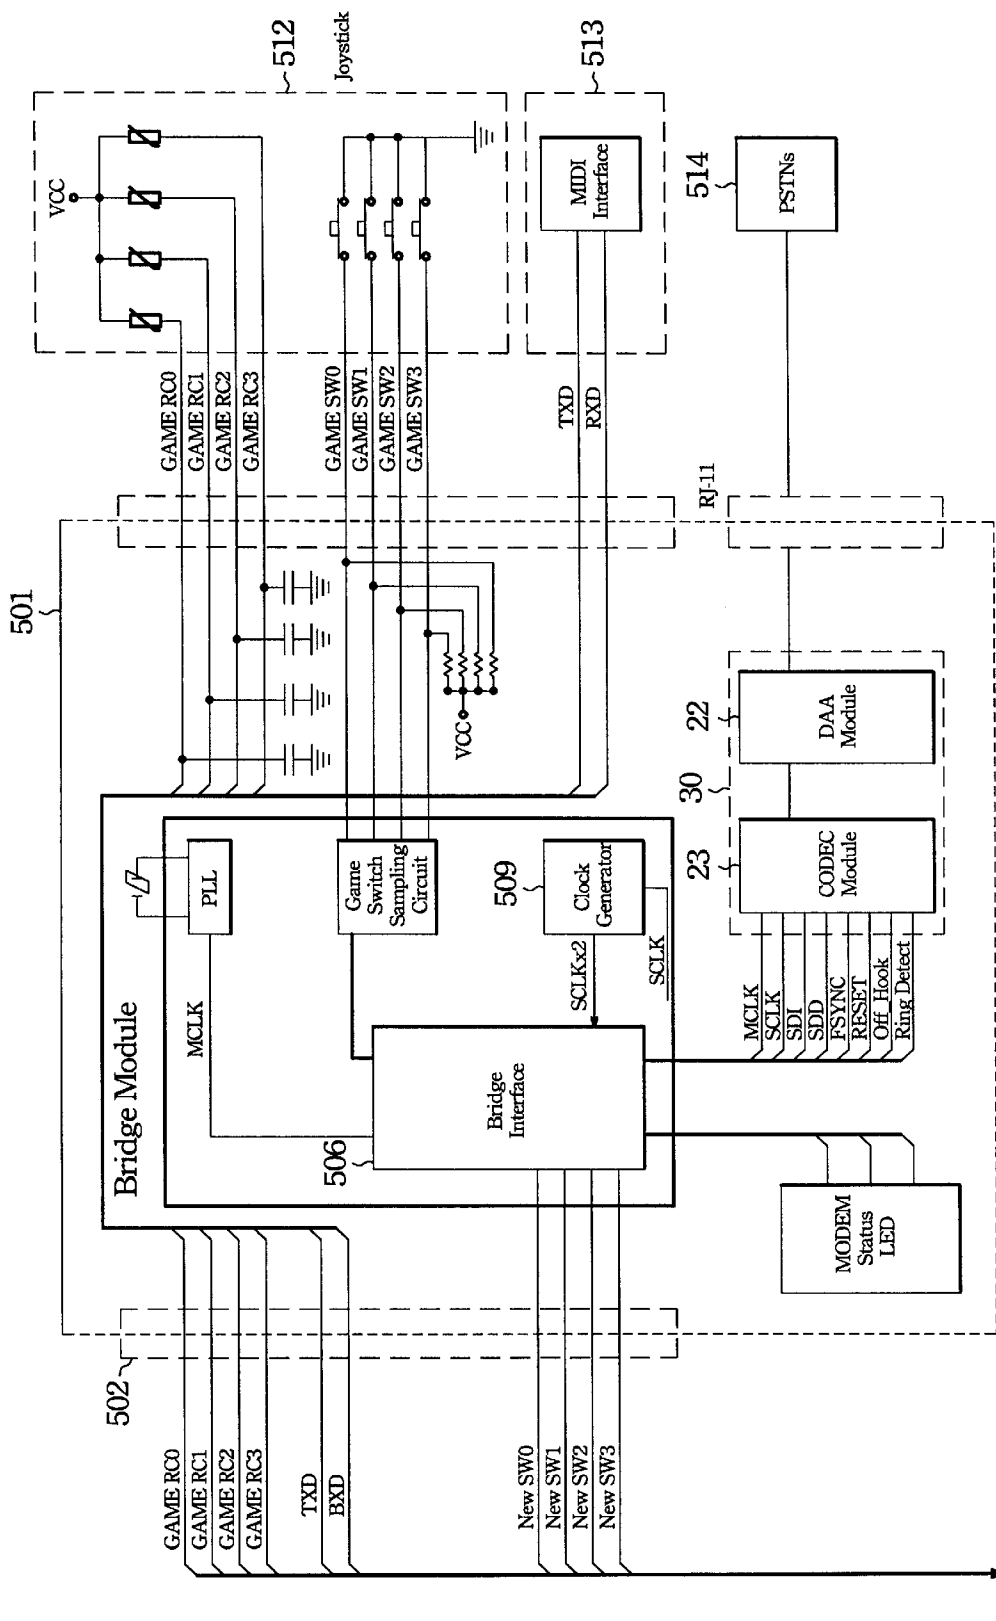 GAME RC0
GAME RC1
GAME RC2
GAME RC3
TXD
BXD
New SW0
New SW1
New SW2
New SW3
502
Bridge Module
501
506
Bridge
Interface
MCLK
PLL
Game
Switch
Sampling
Circuit
509
Clock
Generator
SCLKx2
SCLK
VCC
MODEM
Status
LED
MCLK
SCLK
SDI
SDD
FSYNC
RESET
Off_Hook
Ring Detect
23
CODEC
Module
30
22
DAA
Module
RJ-11
GAME RC0
GAME RC1
GAME RC2
GAME RC3
GAME SW0
GAME SW1
GAME SW2
GAME SW3
TXD
RXD
VCC
512
Joystick
513
MIDI
Interface
514
PSTNs